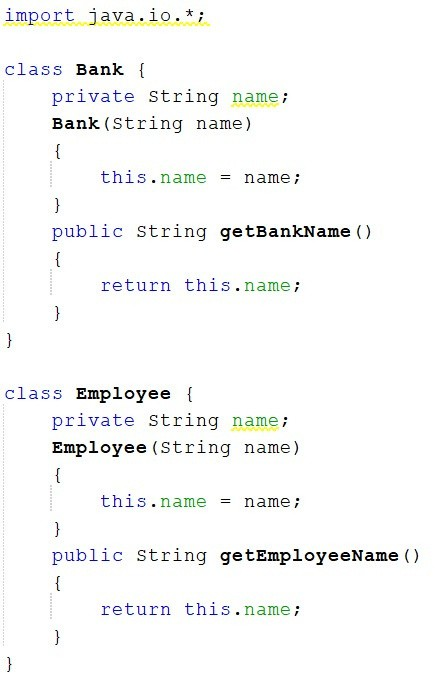 import java.io.*;
class Bank {
private String name;
Bank(String name)
{
this.name = name;
}
public String getBankName()
{
return this.name;
}
}
class Employee {
private String name;
Employee(String name)
{
this.name = name;
}
public String getEmployeeName()
{
return this.name;
}
}